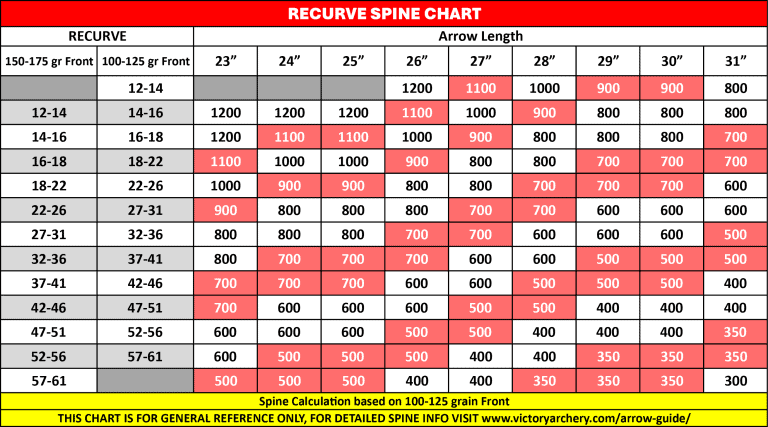 RECURVE SPINE CHART
RECURVE Arrow Length
150-175 gr Front 100-125 gr Front 23” 24” 25” 26” 27” 28” 29” 30” 31”
12-14 1200 1100 1000 900 900 800
12-14 14-16 1200 1200 1200 1100 1000 900 800 800 800
14-16 16-18 1200 1100 1100 1000 900 800 800 800 700
16-18 18-22 1100 1000 1000 900 800 800 700 700 700
18-22 22-26 1000 900 900 800 800 700 700 700 600
22-26 27-31 900 800 800 800 700 700 600 600 600
27-31 32-36 800 800 800 700 700 600 600 600 500
32-36 37-41 800 700 700 700 600 600 500 500 500
37-41 42-46 700 700 700 600 600 500 500 500 400
42-46 47-51 700 600 600 600 500 500 400 400 400
47-51 52-56 600 600 600 500 500 400 400 400 350
52-56 57-61 600 500 500 500 400 400 350 350 350
57-61 500 500 500 400 400 350 350 350 300
Spine Calculation based on 100-125 grain Front
THIS CHART IS FOR GENERAL REFERENCE ONLY, FOR DETAILED SPINE INFO VISIT www.victoryarchery.com/arrow-guide/